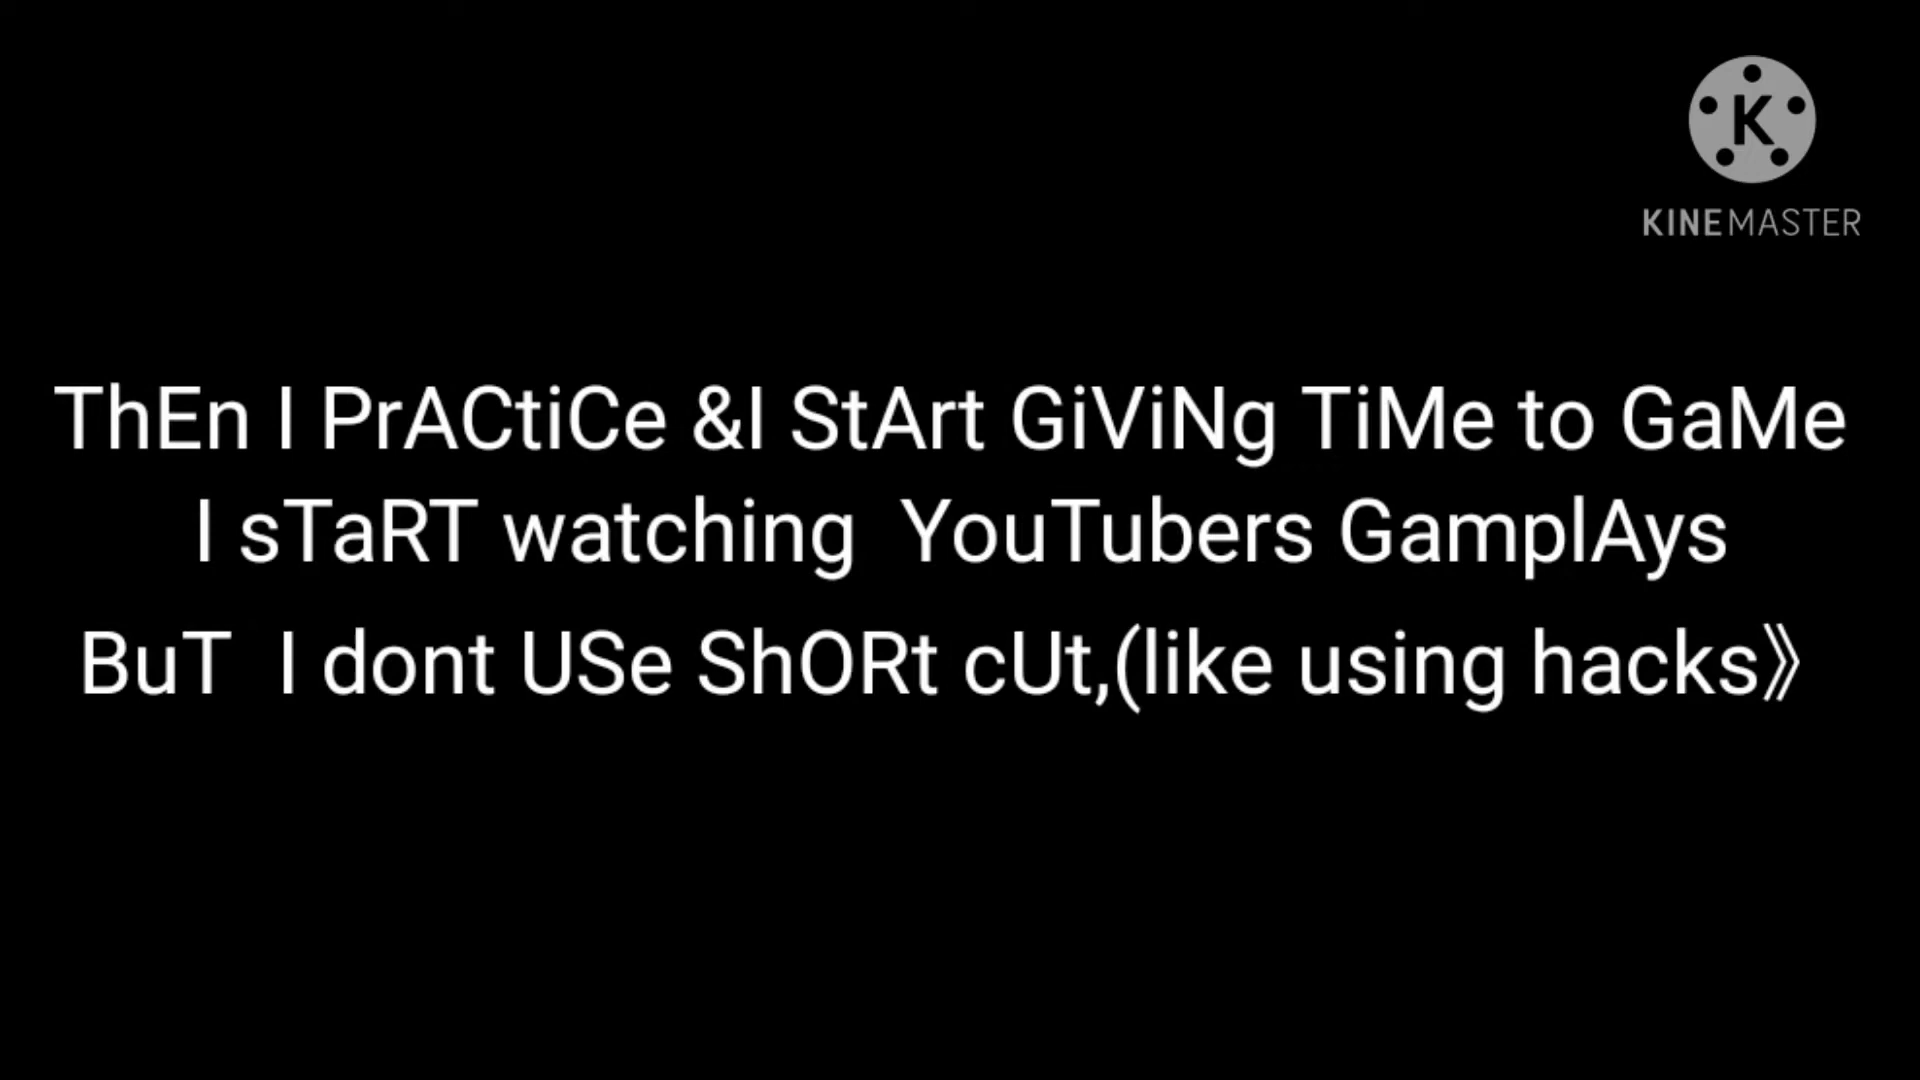 K
KINEMASTER
ThEn I PrACtiCe &I StArt GiViNg TiMe to GaMe
I sTaRT watching  YouTubers GamplAys
BuT  I dont USe ShORt cUt,(like using hacks》